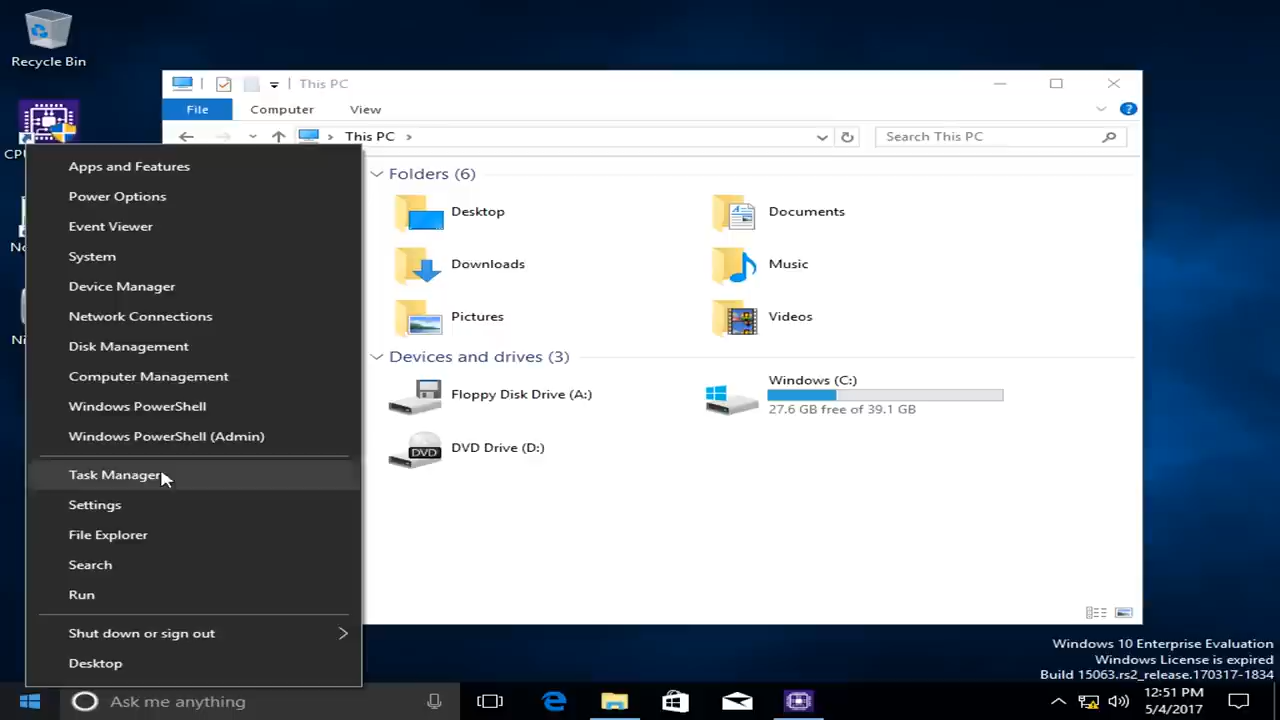 Recycle Bin
This PC
File
Computer
View
This PC
Search This PC
CPU
Apps and Features
Power Options
Event Viewer
System
Device Manager
Network Connections
Disk Management
Computer Management
Windows PowerShell
Windows PowerShell (Admin)
Task Manager
Settings
File Explorer
Search
Run
Shut down or sign out
Desktop
Folders (6)
Desktop
Documents
Downloads
Music
Pictures
Videos
Devices and drives (3)
Floppy Disk Drive (A:)
Windows (C:)
27.6 GB free of 39.1 GB
DVD
DVD Drive (D:)
Windows 10 Enterprise Evaluation
Windows License is expired
Build 15063.rs2_release.170317-1834
Ask me anything
12:51 PM
5/4/2017